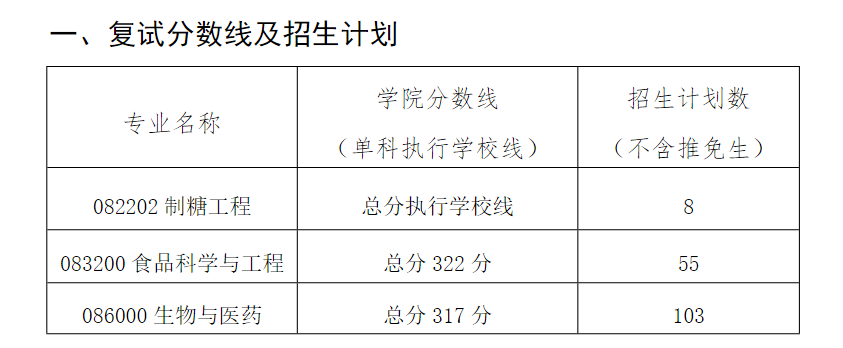 一、复试分数线及招生计划
专业名称
学院分数线
（单科执行学校线）
招生计划数
（不含推免生）
082202 制糖工程
总分执行学校线
8
083200 食品科学与工程
总分 322 分
55
086000 生物与医药
总分 317 分
103